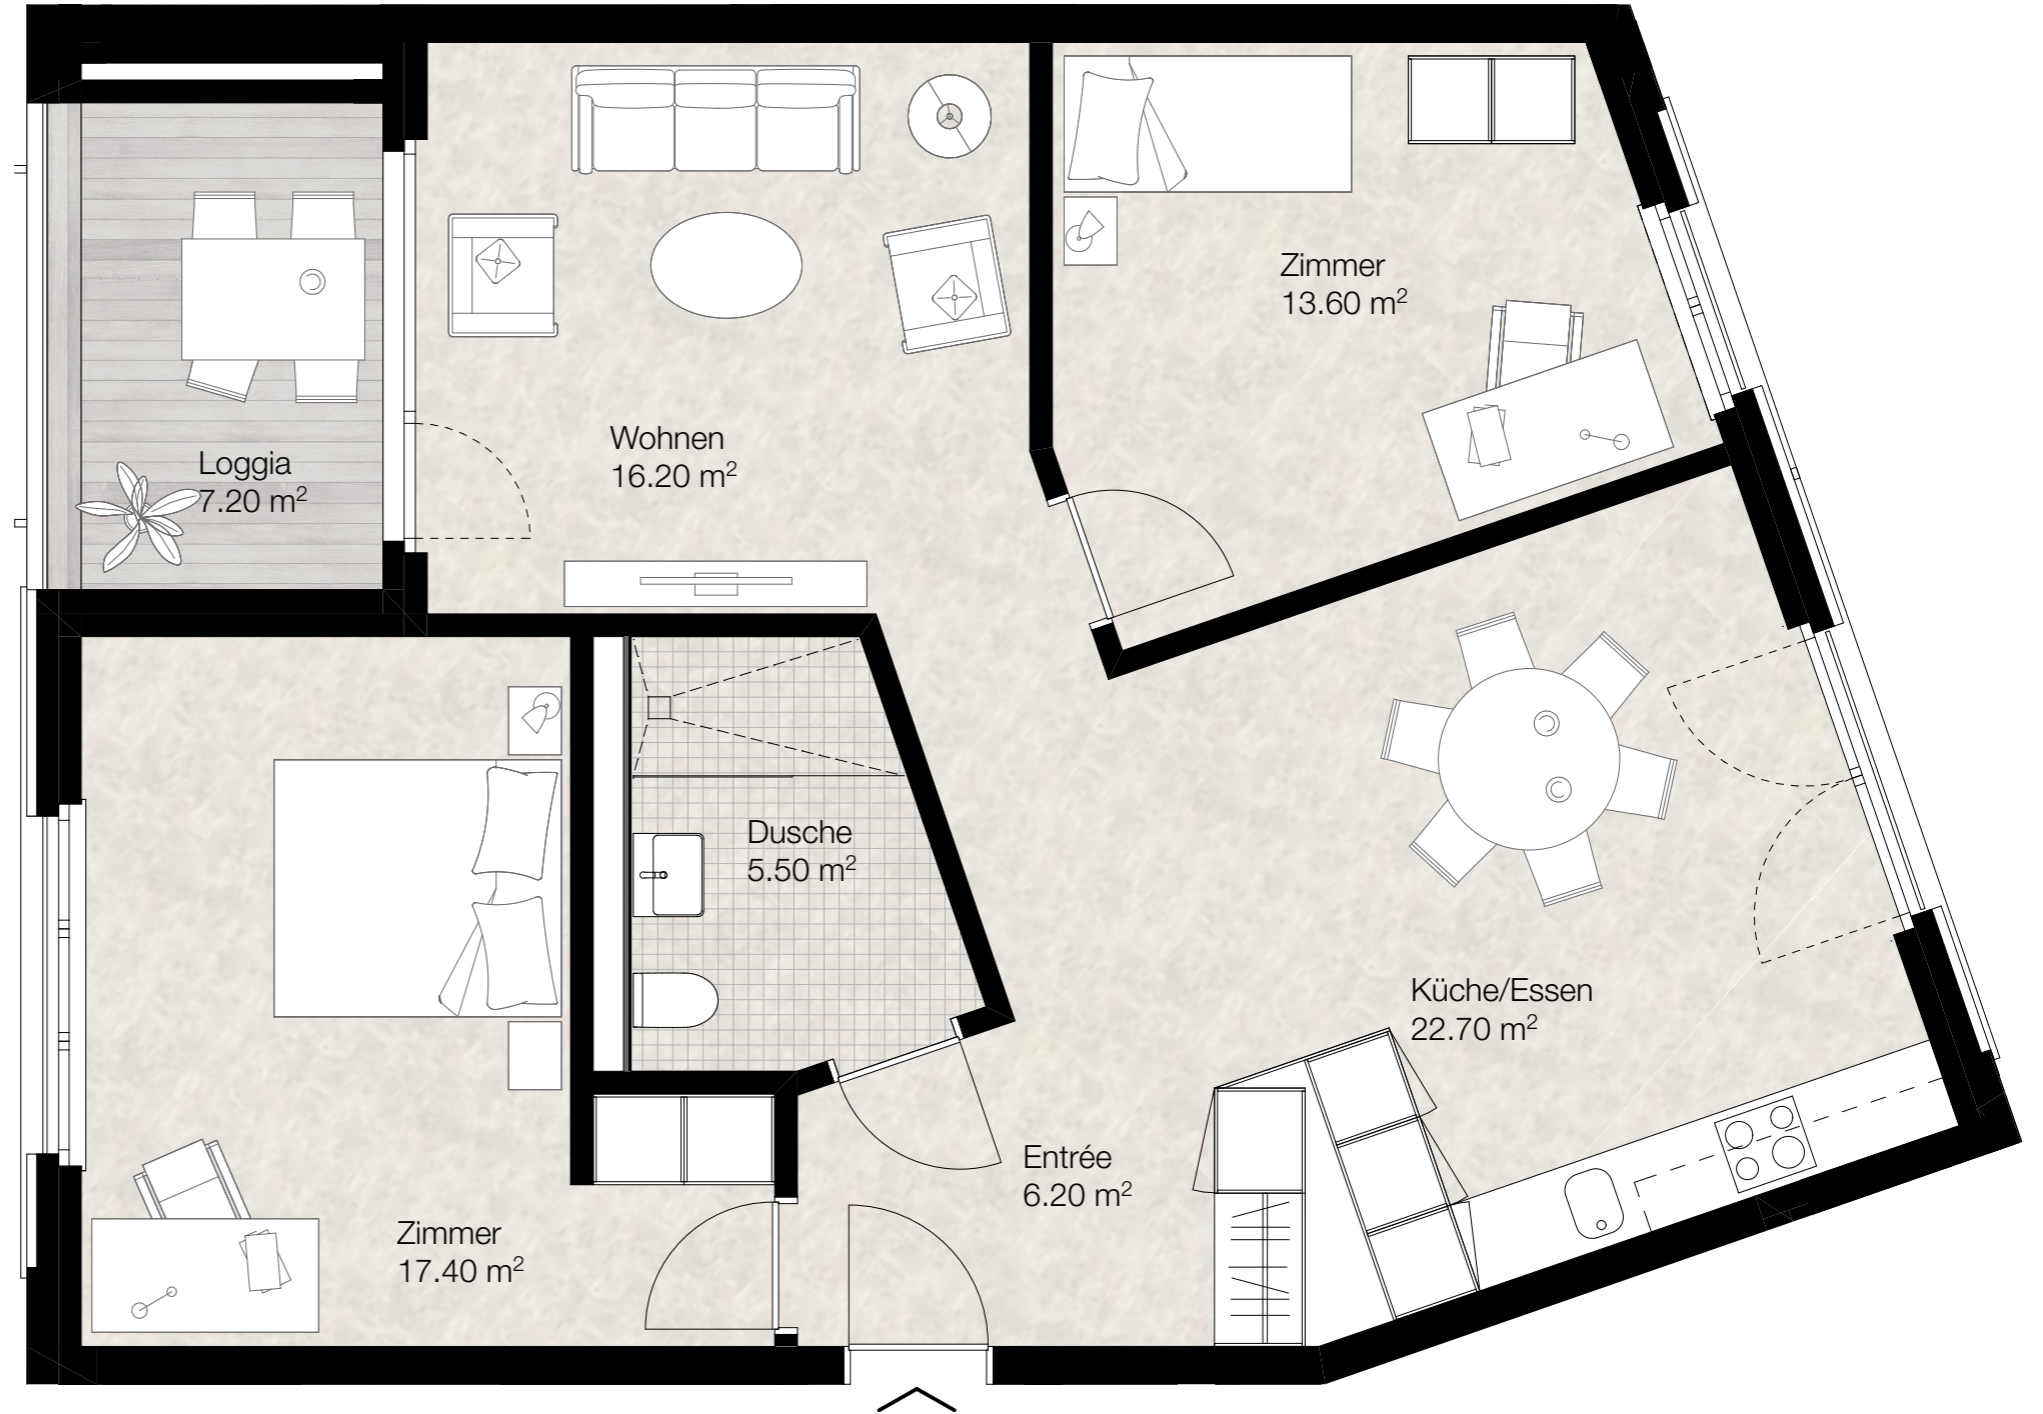 Zimmer
13.60 m²
Wohnen
16.20 m²
Loggia
7.20 m²
Dusche
5.50 m²
Küche/Essen
22.70 m²
Entrée
6.20 m²
Zimmer
17.40 m²